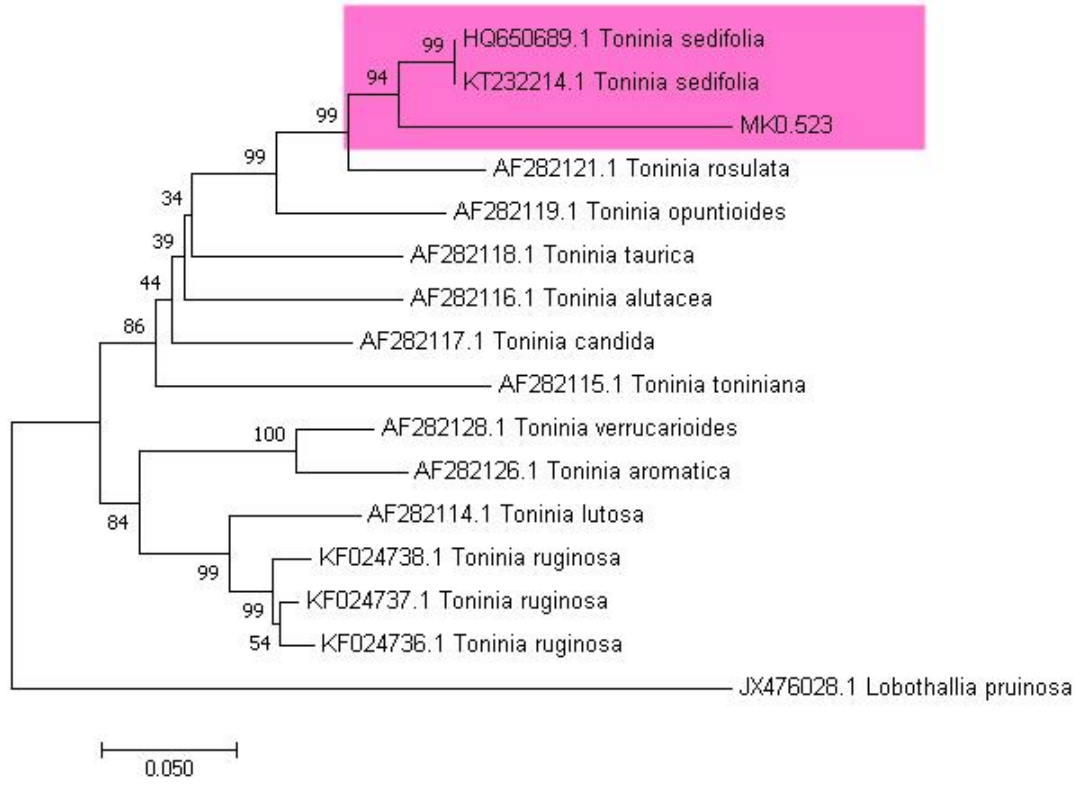 99 HQ650689.1 Toninia sedifolia
94 KT232214.1 Toninia sedifolia
99 MK0.523
99 AF282121.1 Toninia rosulata
34 AF282119.1 Toninia opuntioides
39 AF282118.1 Toninia taurica
44 AF282116.1 Toninia alutacea
86 AF282117.1 Toninia candida
AF282115.1 Toninia toniniana
100 AF282128.1 Toninia verrucarioides
AF282126.1 Toninia aromatica
84 AF282114.1 Toninia lutosa
99 KF024738.1 Toninia ruginosa
99 KF024737.1 Toninia ruginosa
54 KF024736.1 Toninia ruginosa
JX476028.1 Lobothallia pruinosa
0.050